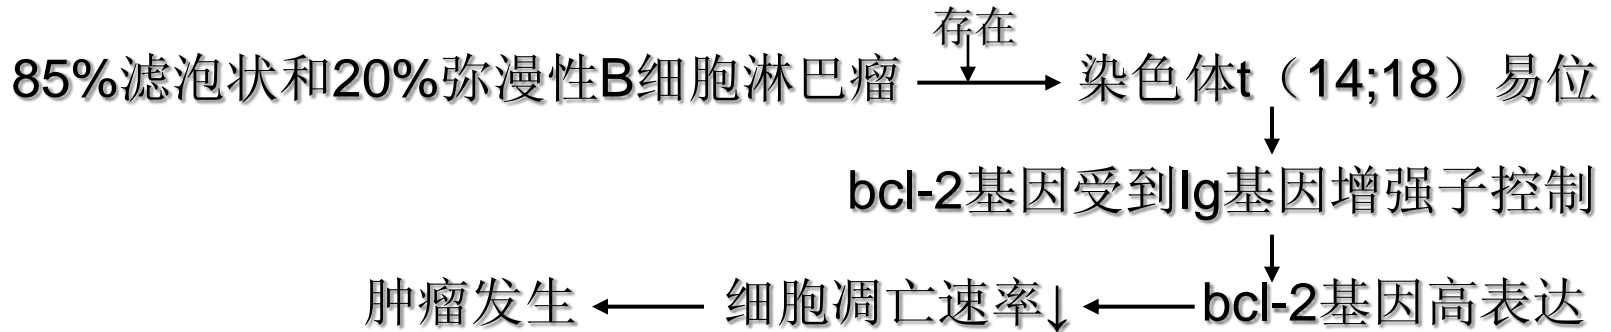 存在
85%滤泡状和20%弥漫性B细胞淋巴瘤 染色体t（14;18）易位
bcl-2基因受到Ig基因增强子控制
肿瘤发生 细胞凋亡速率↓ bcl-2基因高表达